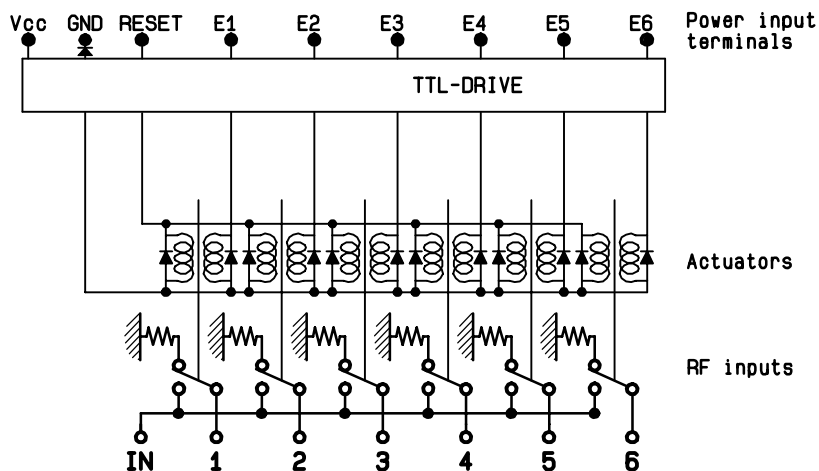 Vcc GND RESET E1 E2 E3 E4 E5 E6 Power input
terminals
TTL-DRIVE
Actuators
RF inputs
IN 1 2 3 4 5 6